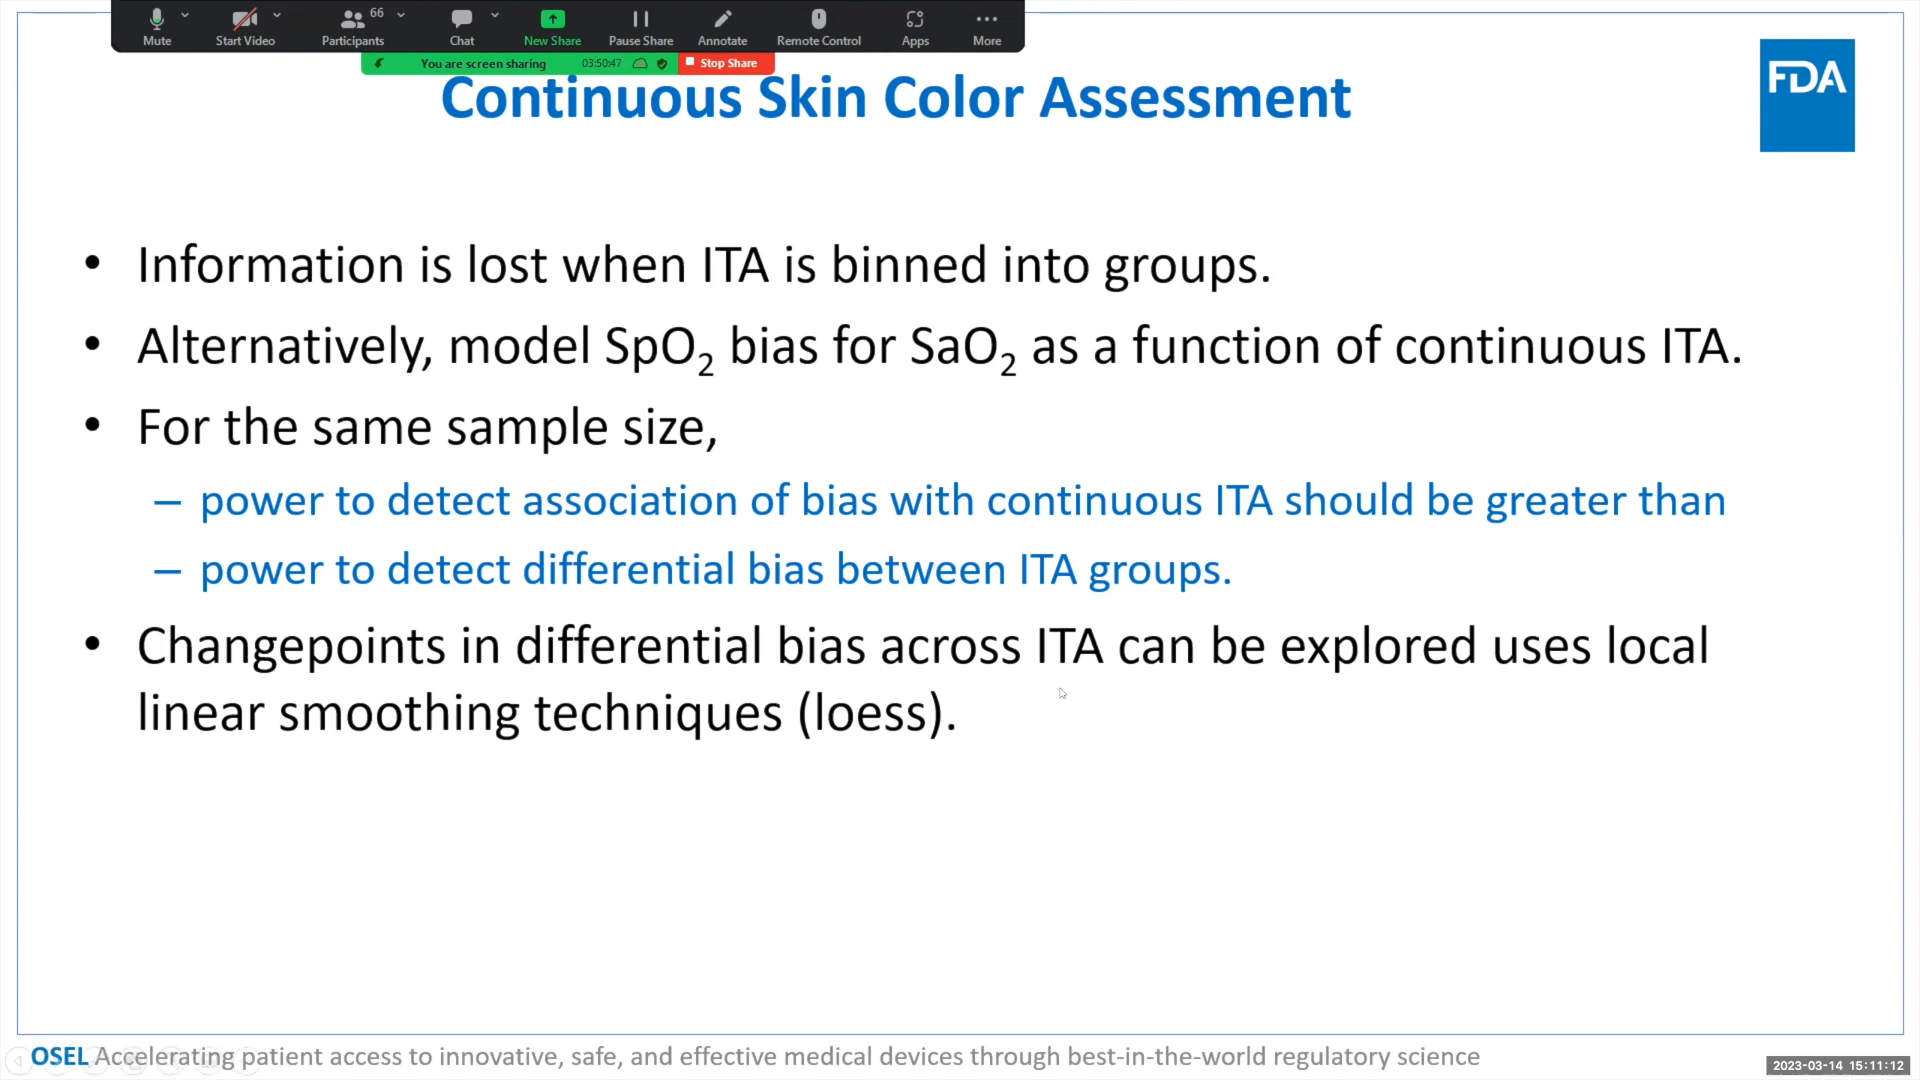 Mute
Start Video
66
Participants
Chat
New Share
Pause Share
Annotate
Remote Control
Apps
More
You are screen sharing 03:50:47 Stop Share
Continuous Skin Color Assessment
FDA
• Information is lost when ITA is binned into groups.
• Alternatively, model SpO₂ bias for SaO₂ as a function of continuous ITA.
• For the same sample size,
– power to detect association of bias with continuous ITA should be greater than
– power to detect differential bias between ITA groups.
• Changepoints in differential bias across ITA can be explored uses local
linear smoothing techniques (loess).
OSEL Accelerating patient access to innovative, safe, and effective medical devices through best-in-the-world regulatory science
2023-03-14 15:11:12